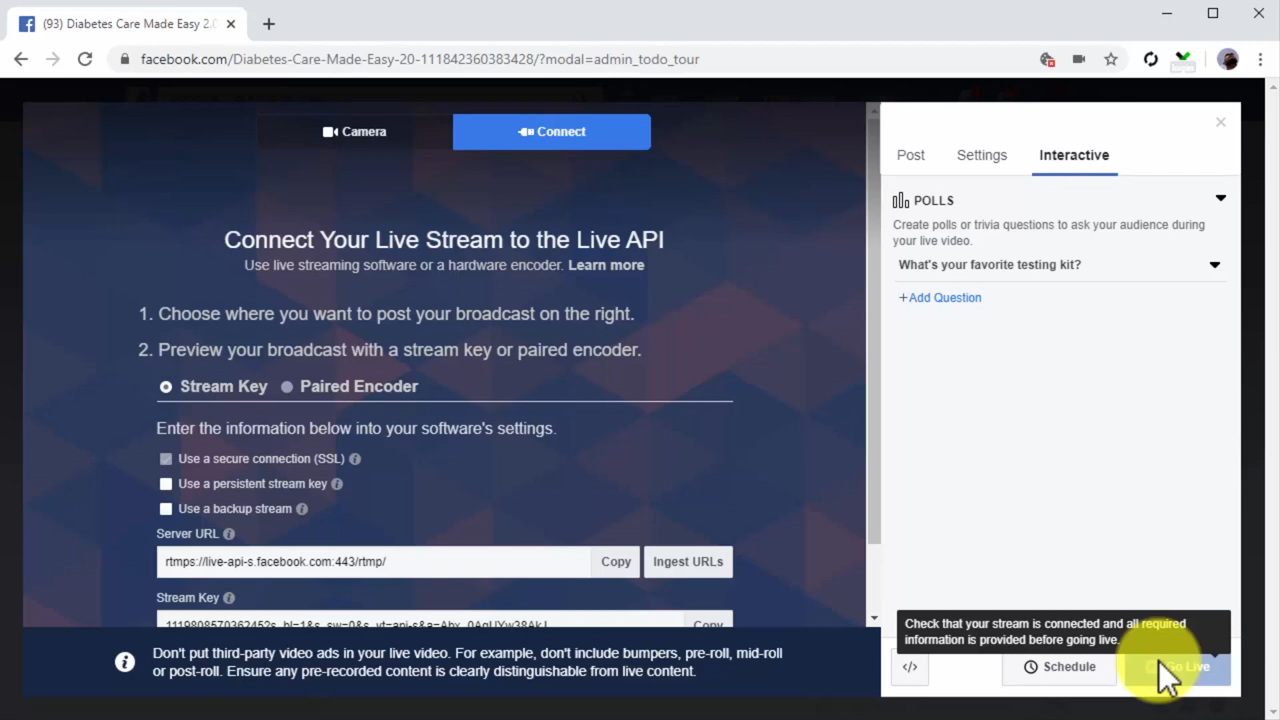 (93) Diabetes Care Made Easy 2.0
facebook.com/Diabetes-Care-Made-Easy-20-111842360383428/?modal=admin_todo_tour
Camera
Connect
Post
Settings
Interactive
POLLS
Create polls or trivia questions to ask your audience during
your live video.
What's your favorite testing kit?
+Add Question
Connect Your Live Stream to the Live API
Use live streaming software or a hardware encoder. Learn more
1. Choose where you want to post your broadcast on the right.
2. Preview your broadcast with a stream key or paired encoder.
Stream Key
Paired Encoder
Enter the information below into your software's settings.
Use a secure connection (SSL)
Use a persistent stream key
Use a backup stream
Server URL
rtmps://live-api-s.facebook.com:443/rtmp/
Copy
Ingest URLs
Stream Key
Copy
Don't put third-party video ads in your live video. For example, don't include bumpers, pre-roll, mid-roll
or post-roll. Ensure any pre-recorded content is clearly distinguishable from live content.
Check that your stream is connected and all required
information is provided before going live.
</>
Schedule
Go Live